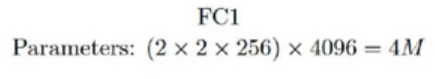 FC1
Parameters: (2 × 2 × 256) × 4096 = 4M